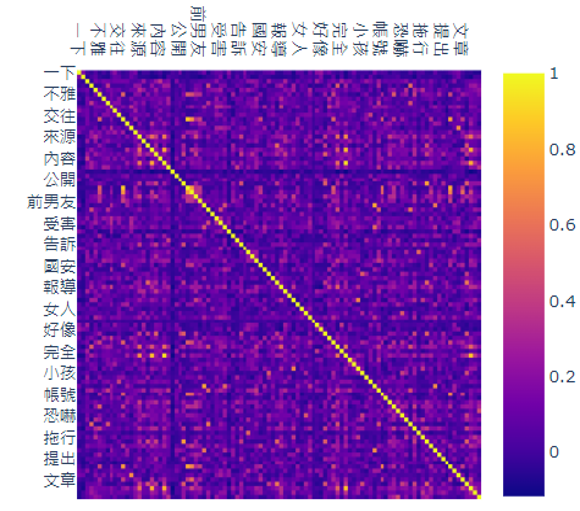 一下
不雅
交往
來源
內容
公開
前男友
受害
告訴
國安
報導
女人
好像
完全
小孩
帳號
恐嚇
拖行
提出
文章
一下
不雅
交往
來源
內容
公開
前男友
受害
告訴
國安
報導
女人
好像
完全
小孩
帳號
恐嚇
拖行
提出
文章
1
0.8
0.6
0.4
0.2
0